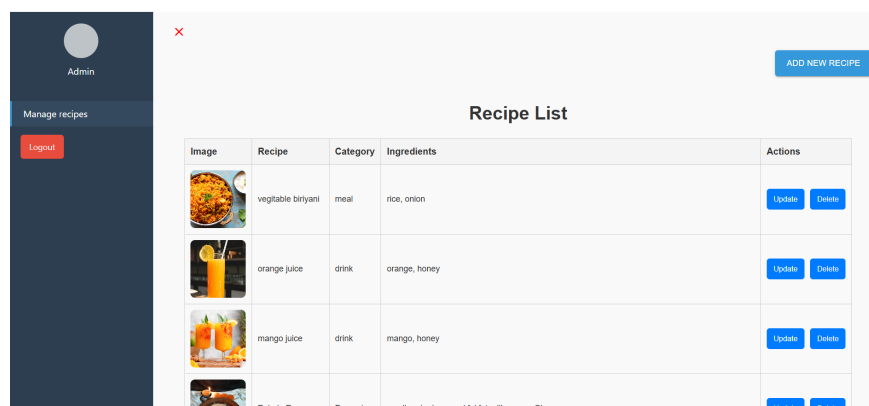 Admin
ADD NEW RECIPE
Manage recipes
Logout
Recipe List
Image Recipe Category Ingredients Actions
vegitable biriyani meal rice, onion Update Delete
orange juice drink orange, honey Update Delete
mango juice drink mango, honey Update Delete